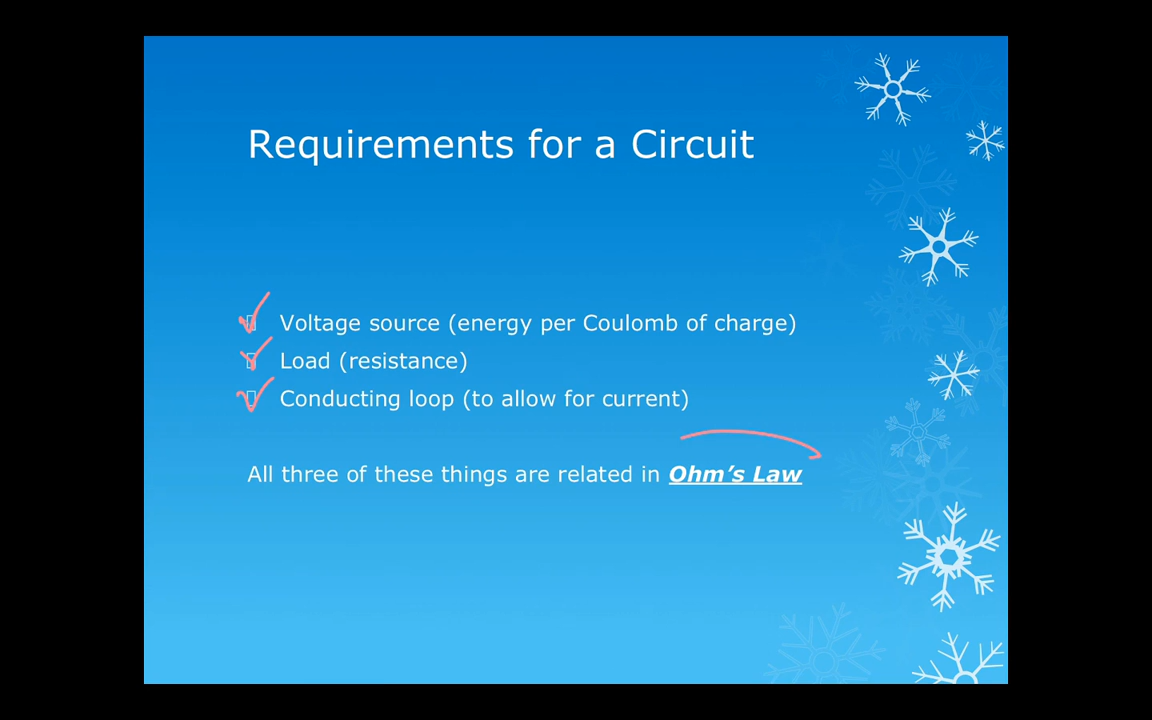 Requirements for a Circuit
Voltage source (energy per Coulomb of charge)
Load (resistance)
Conducting loop (to allow for current)
All three of these things are related in Ohm’s Law